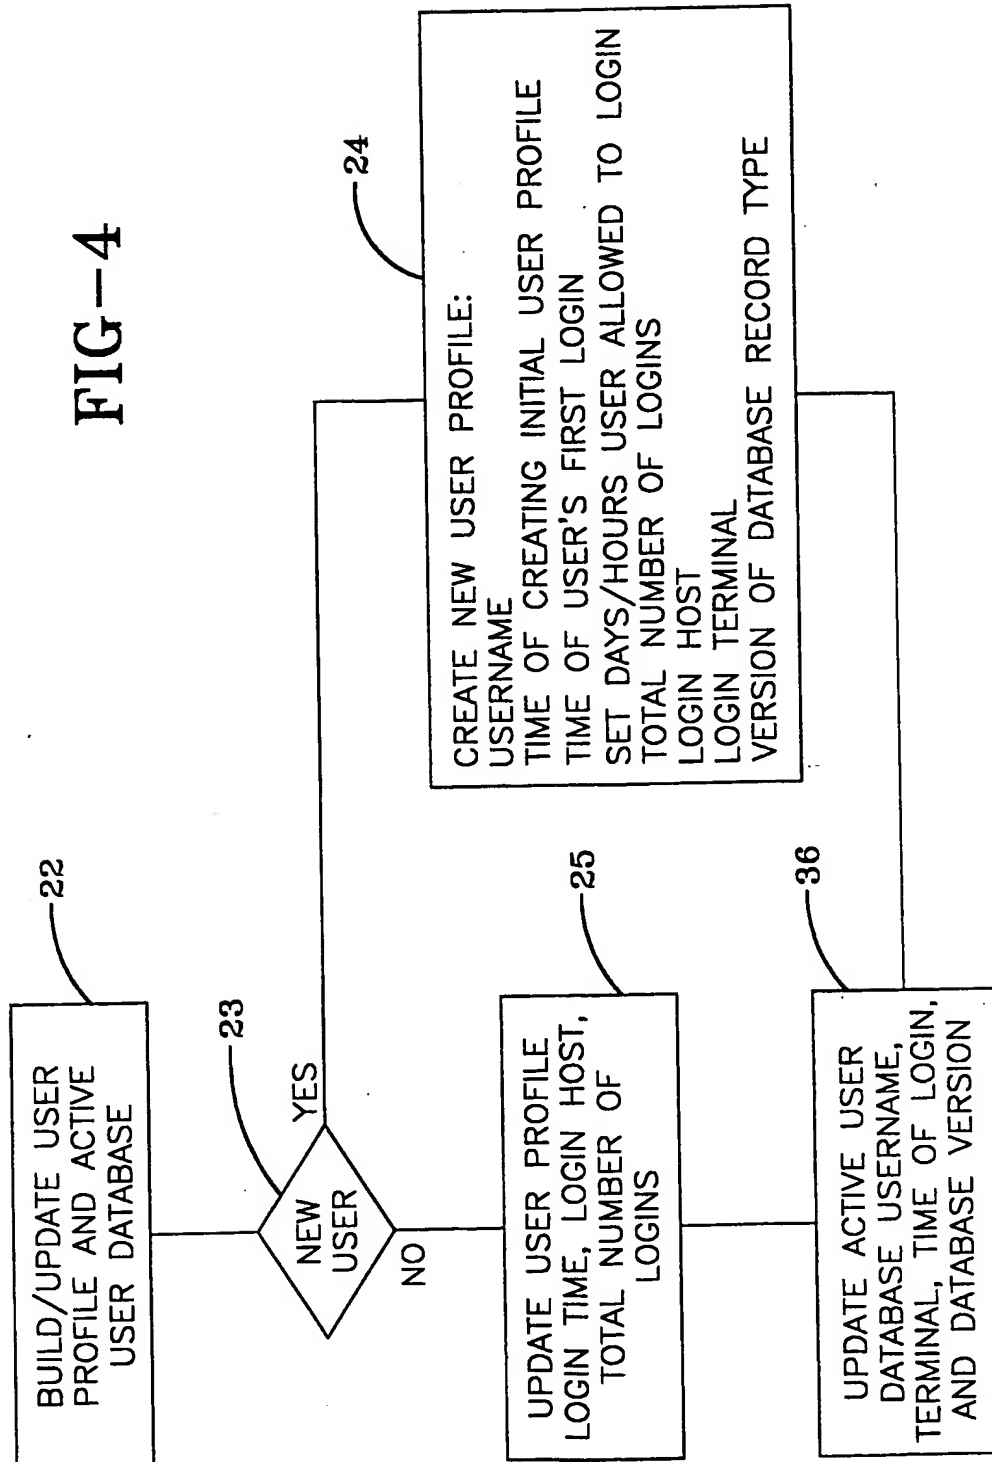 FIG-4
BUILD/UPDATE USER
PROFILE AND ACTIVE
USER DATABASE
22
NEW
USER
23
YES
NO
CREATE NEW USER PROFILE:
USERNAME
TIME OF CREATING INITIAL USER PROFILE
TIME OF USER'S FIRST LOGIN
SET DAYS/HOURS USER ALLOWED TO LOGIN
TOTAL NUMBER OF LOGINS
LOGIN HOST
LOGIN TERMINAL
VERSION OF DATABASE RECORD TYPE
24
UPDATE USER PROFILE
LOGIN TIME, LOGIN HOST,
TOTAL NUMBER OF
LOGINS
25
UPDATE ACTIVE USER
DATABASE USERNAME,
TERMINAL, TIME OF LOGIN,
AND DATABASE VERSION
36